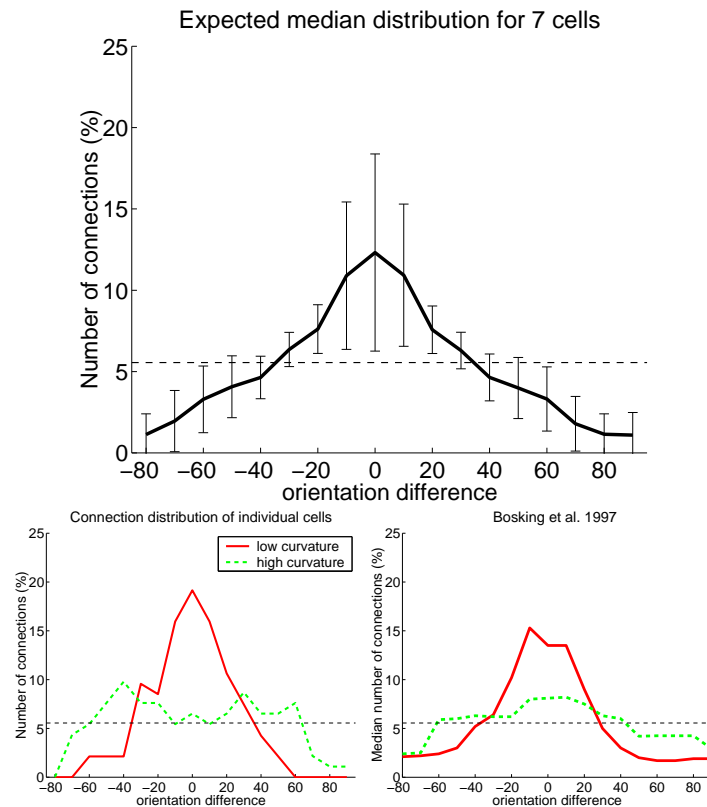 Expected median distribution for 7 cells
Number of connections (%)
25
20
15
10
5
0
−80 −60 −40 −20 0 20 40 60 80
orientation difference
Connection distribution of individual cells
Number of connections (%)
25
20
15
10
5
0
low curvature
high curvature
−80 −60 −40 −20 0 20 40 60 80
orientation difference
Bosking et al. 1997
Median number of connections (%)
25
20
15
10
5
0
−80 −60 −40 −20 0 20 40 60 80
orientation difference